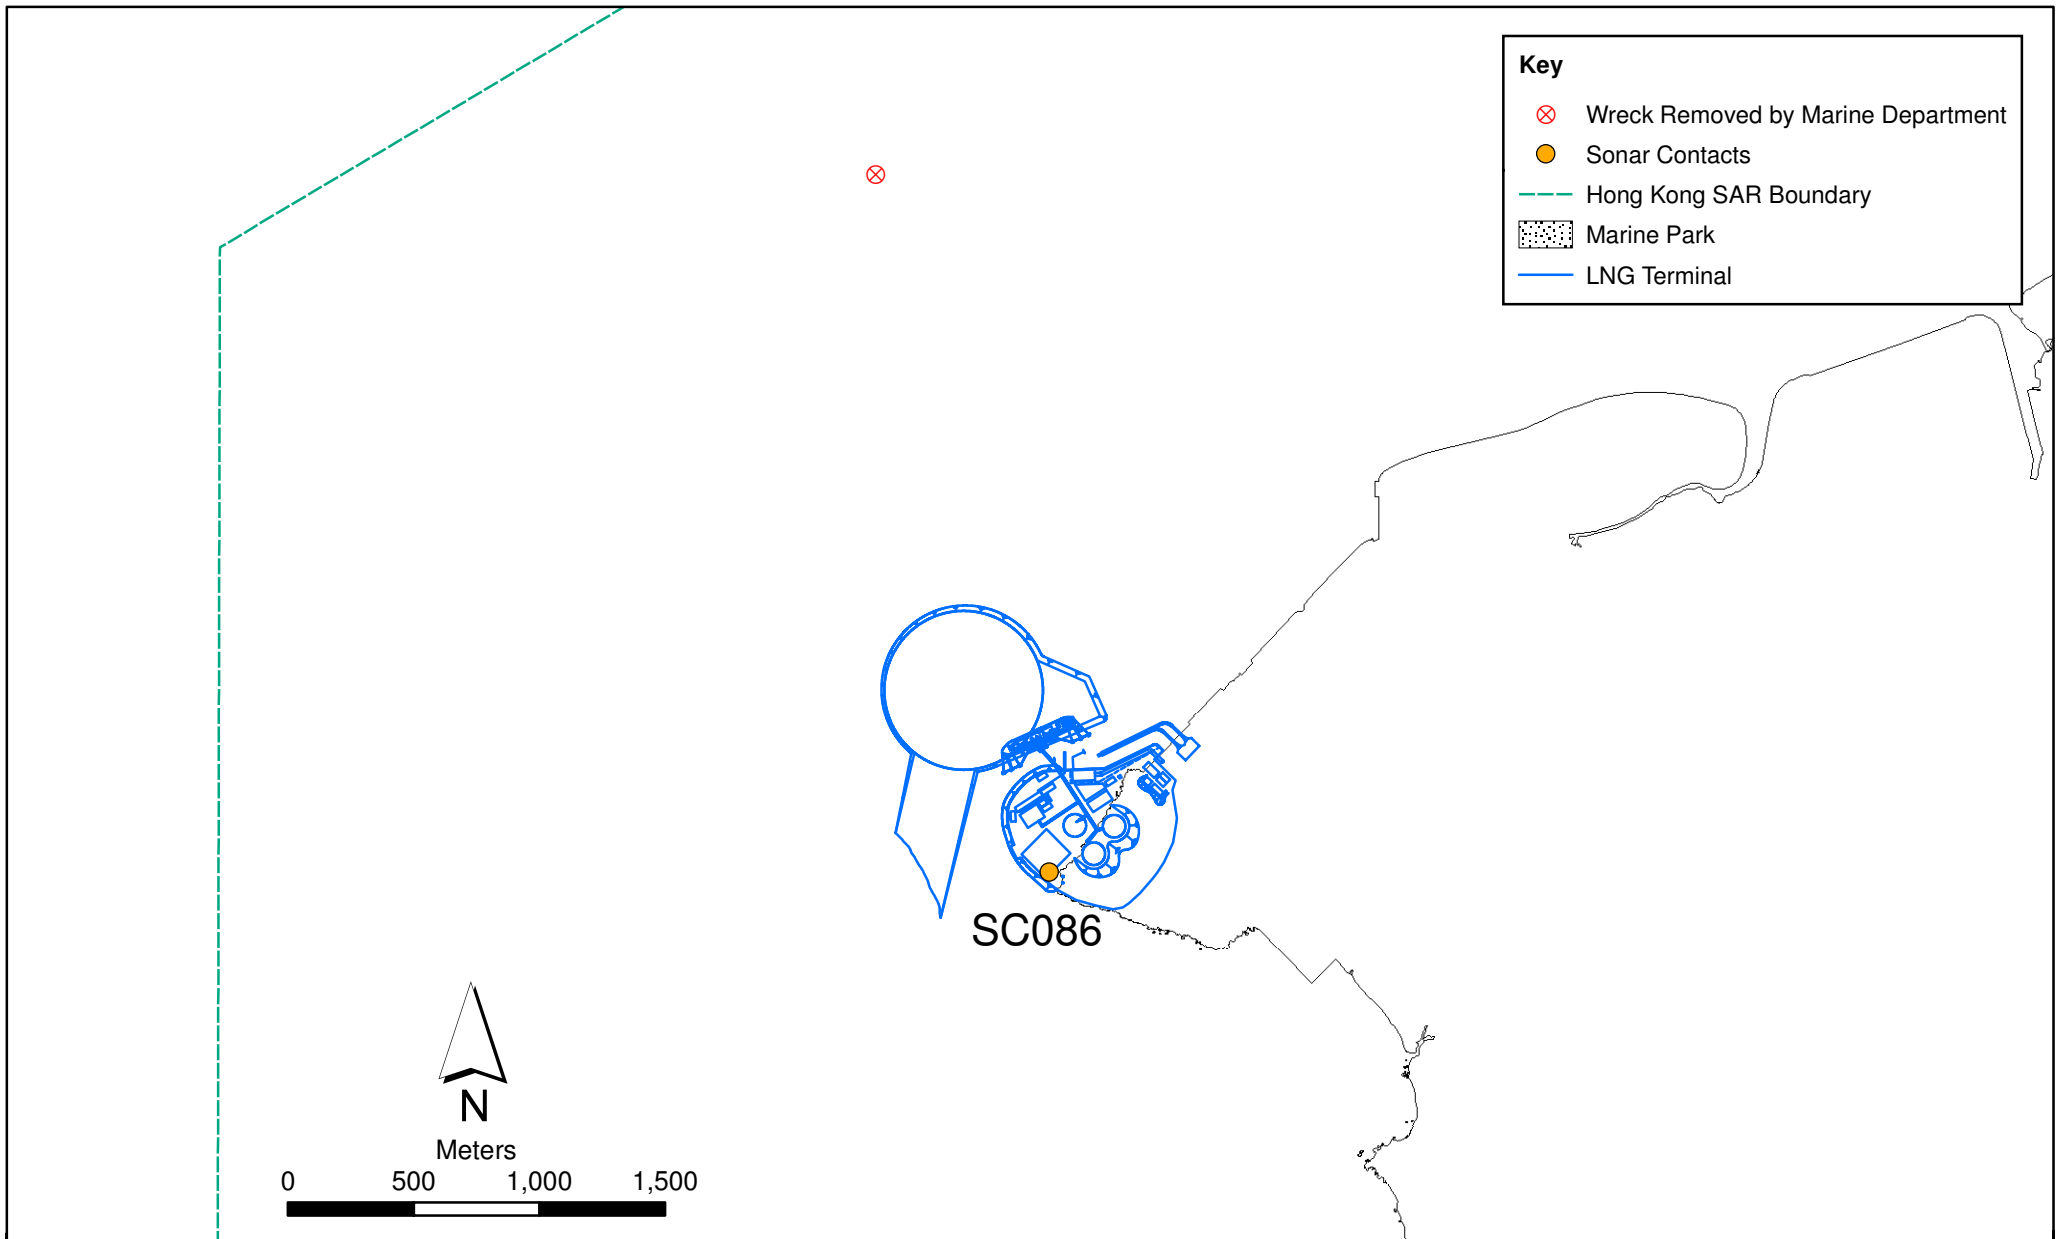 Key
Wreck Removed by Marine Department
Sonar Contacts
Hong Kong SAR Boundary
Marine Park
LNG Terminal
SC086
N
Meters
0 500 1,000 1,500